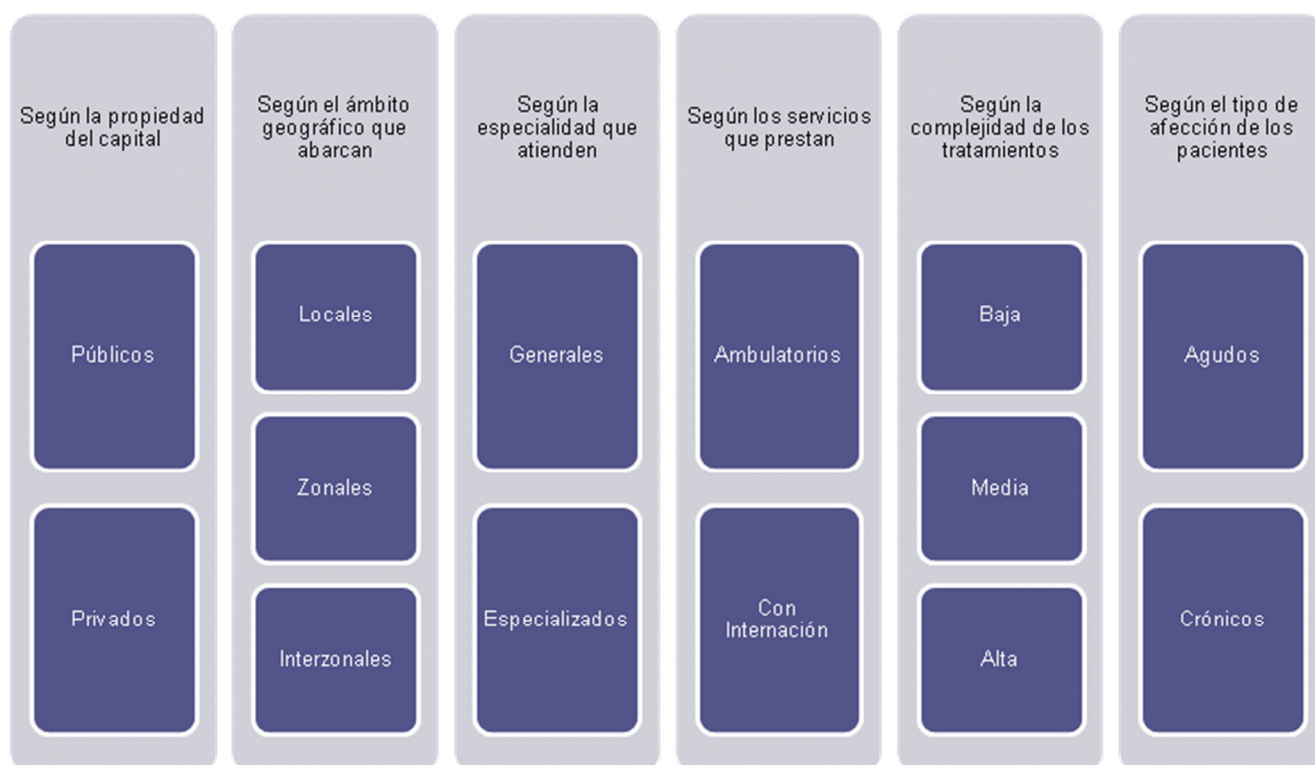 Según la propiedad
del capital
Públicos
Privados
Según el ámbito
geográfico que
abarcan
Locales
Zonales
Interzonales
Según la
especialidad que
atienden
Generales
Especializados
Según los servicios
que prestan
Ambulatorios
Con
Internación
Según la
complejidad de los
tratamientos
Baja
Media
Alta
Según el tipo de
afección de los
pacientes
Agudos
Crónicos